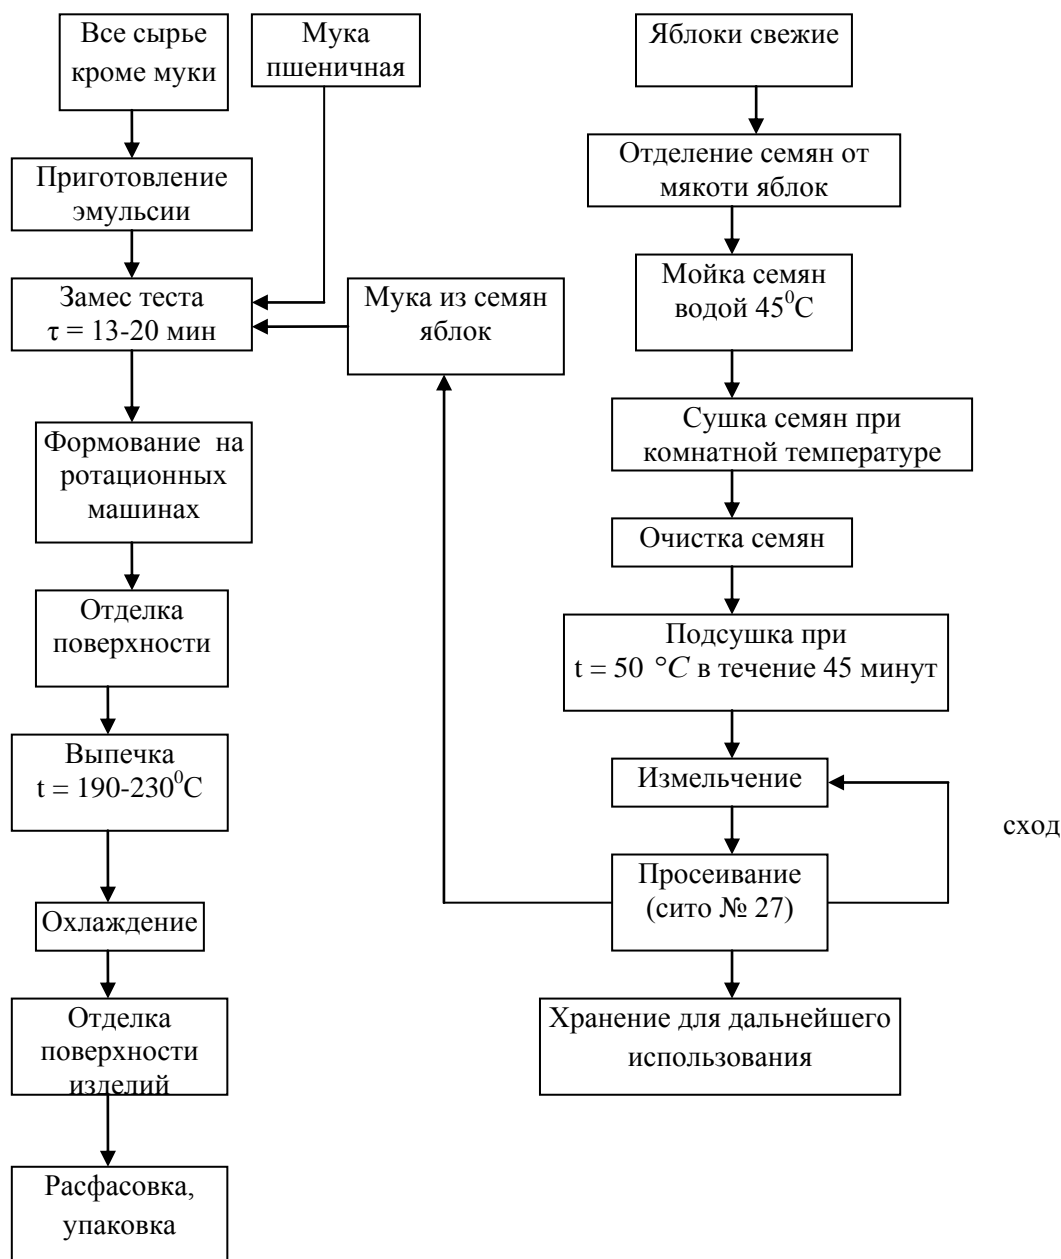 Все сырье
кроме муки
Мука
пшеничная
Приготовление
эмульсии
Замес теста
τ = 13-20 мин
Мука из семян
яблок
Формование  на
ротационных
машинах
Отделка
поверхности
Выпечка
t = 190-230⁰С
Охлаждение
Отделка
поверхности
изделий
Расфасовка,
упаковка
Яблоки свежие
Отделение семян от
мякоти яблок
Мойка семян
водой 45⁰С
Сушка семян при
комнатной температуре
Очистка семян
Подсушка при
t = 50 °C в течение 45 минут
Измельчение
сход
Просеивание
(сито № 27)
Хранение для дальнейшего
использования